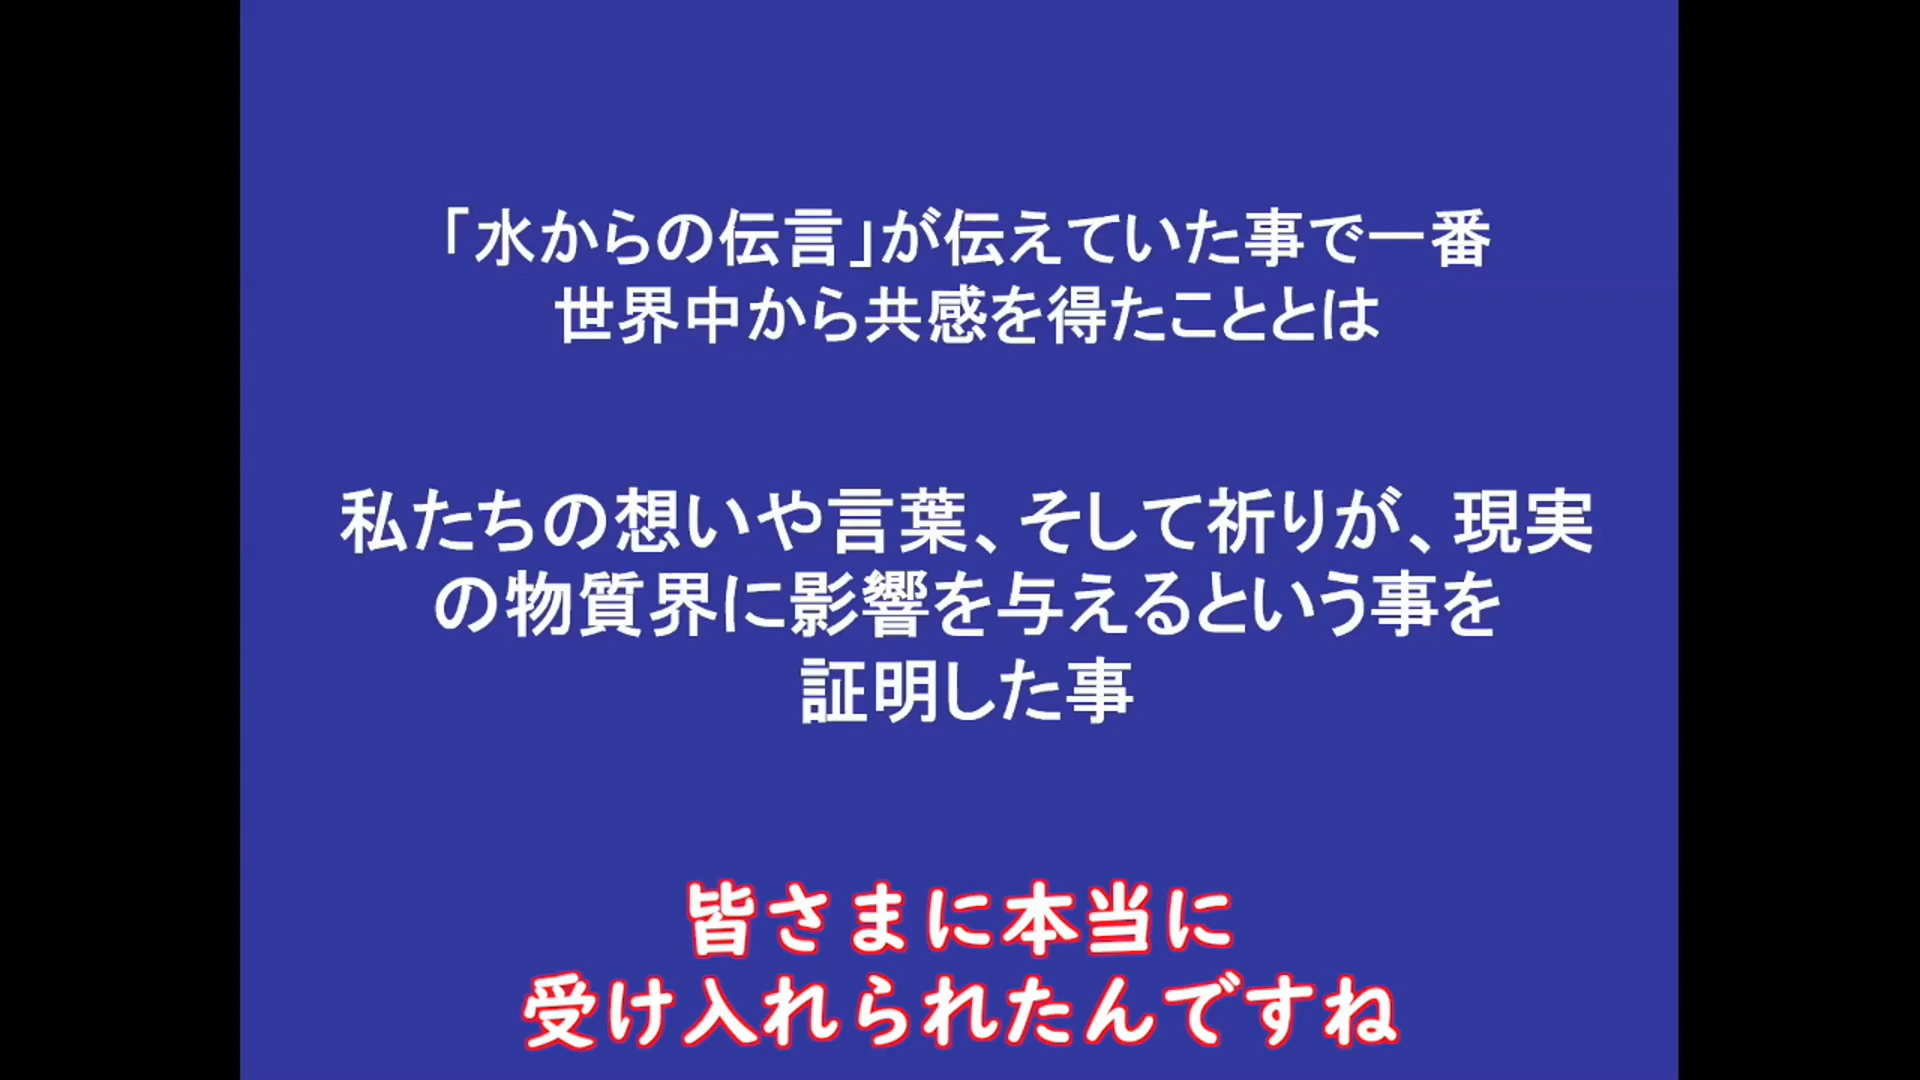 「水からの伝言」が伝えていた事で一番
世界中から共感を得たこととは
私たちの想いや言葉、そして祈りが、現実
の物質界に影響を与えるという事を
証明した事
皆さまに本当に
受け入れられたんですね